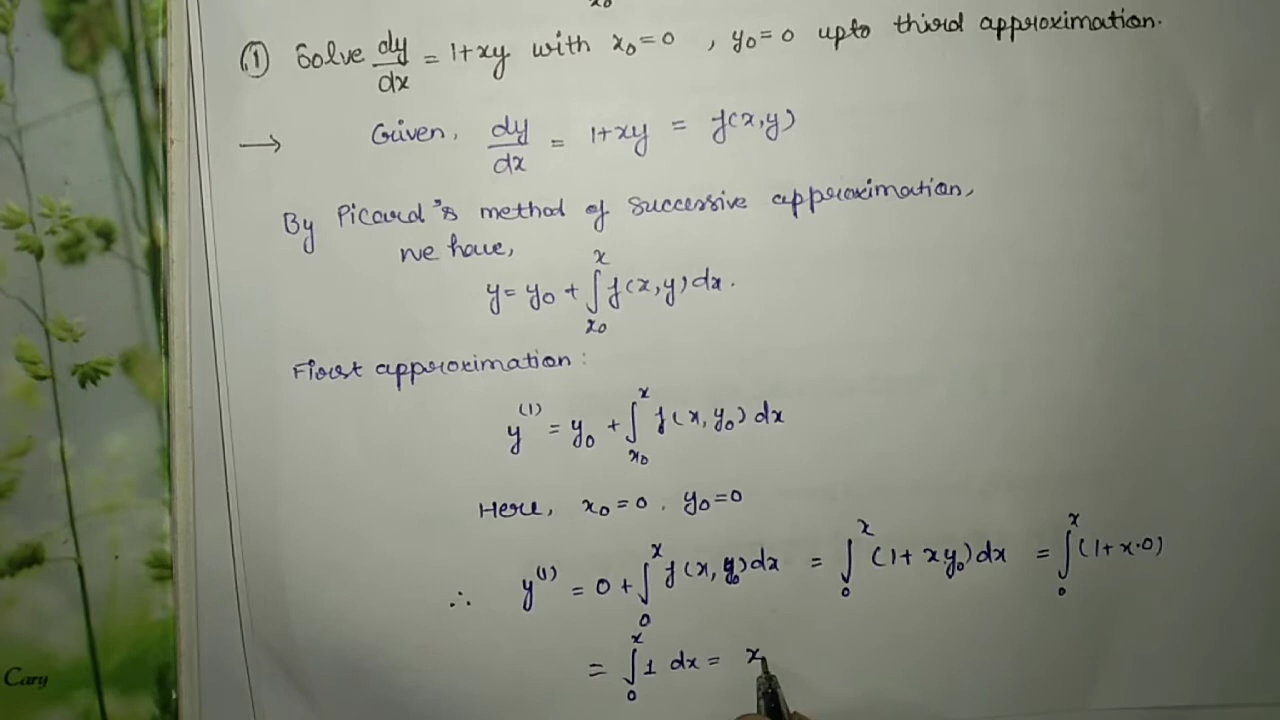 x0
① Solve dy/dx = 1+xy with x₀=0 , y₀=0 upto third approximation.
→ Given, dy/dx = 1+xy = f(x,y)
By Picard's method of successive approximation,
we have,
y = y₀ + ∫_{x₀}^{x} f(x,y) dx.
First approximation:
y⁽¹⁾ = y₀ + ∫_{x₀}^{x} f(x, y₀) dx
Here, x₀=0, y₀=0
∴ y⁽¹⁾ = 0 + ∫_{0}^{x} f(x, y₀) dx = ∫_{0}^{x} (1+xy₀) dx = ∫_{0}^{x} (1+x·0)
= ∫_{0}^{x} 1 dx = x
Cary